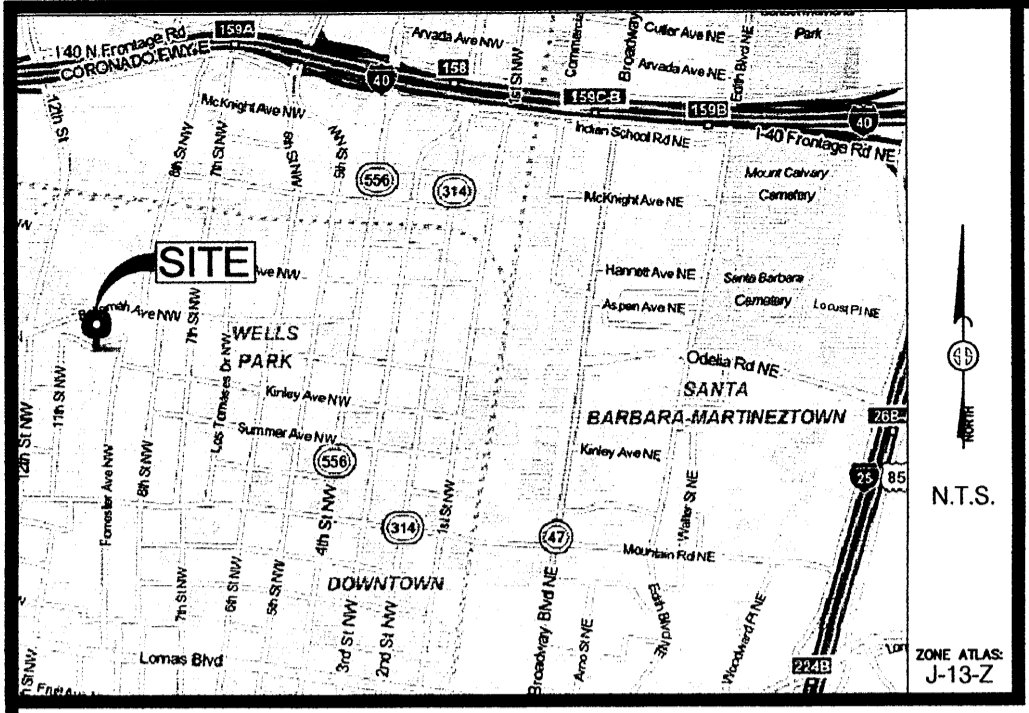 I 40 N Frontage Rd
CORONADO FWY E
159A
Arvada Ave NW
158
40
1st St NW
Commercial
Broadway
Cutler Ave NE
Arvada Ave NE
Edith Blvd NE
Park
159C-B
159B
40
I-40 Frontage Rd NE
12th St
McKnight Ave NW
8th St NW
7th St NW
6th St NW
5th St NW
556
314
Indian School Rd NE
McKnight Ave NE
Mount Calvary
Cemetery
NW
SITE
Ave NW
Hannett Ave NE
Aspen Ave NE
Santa Barbara
Cemetery
Locust Pl NE
mah Ave NW
7th St NW
WELLS
PARK
Los Tomases Dr NW
Odelia Rd NE
SANTA
BARBARA-MARTINEZTOWN
26B
NORTH
11th St NW
12th St NW
Kinley Ave NW
Summer Ave NW
556
Kinley Ave NE
25
85
N.T.S.
Forrester Ave NW
8th St NW
4th St NW
314
1st St NW
47
Walter St NE
Mountain Rd NE
DOWNTOWN
7th St NW
6th St NW
5th St NW
3rd St NW
2nd St NW
Broadway Blvd NE
Arno St NE
Edith Blvd NE
Woodward Pl NE
Lomas Blvd
224B
Lom
h St NW
Fruit Ave N
ZONE ATLAS:
J-13-Z